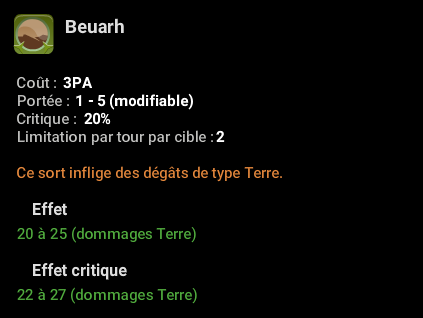 Beuarh
Coût : 3PA
Portée : 1 - 5 (modifiable)
Critique : 20%
Limitation par tour par cible : 2
Ce sort inflige des dégâts de type Terre.
Effet
20 à 25 (dommages Terre)
Effet critique
22 à 27 (dommages Terre)